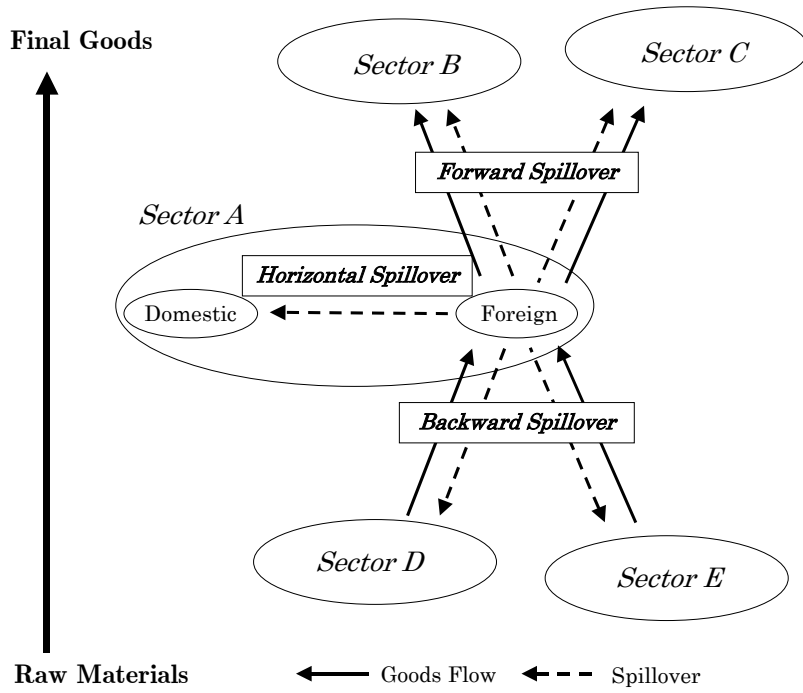 Final Goods
Sector B
Sector C
Forward Spillover
Sector A
Horizontal Spillover
Domestic
Foreign
Backward Spillover
Sector D
Sector E
Raw Materials
Goods Flow
Spillover